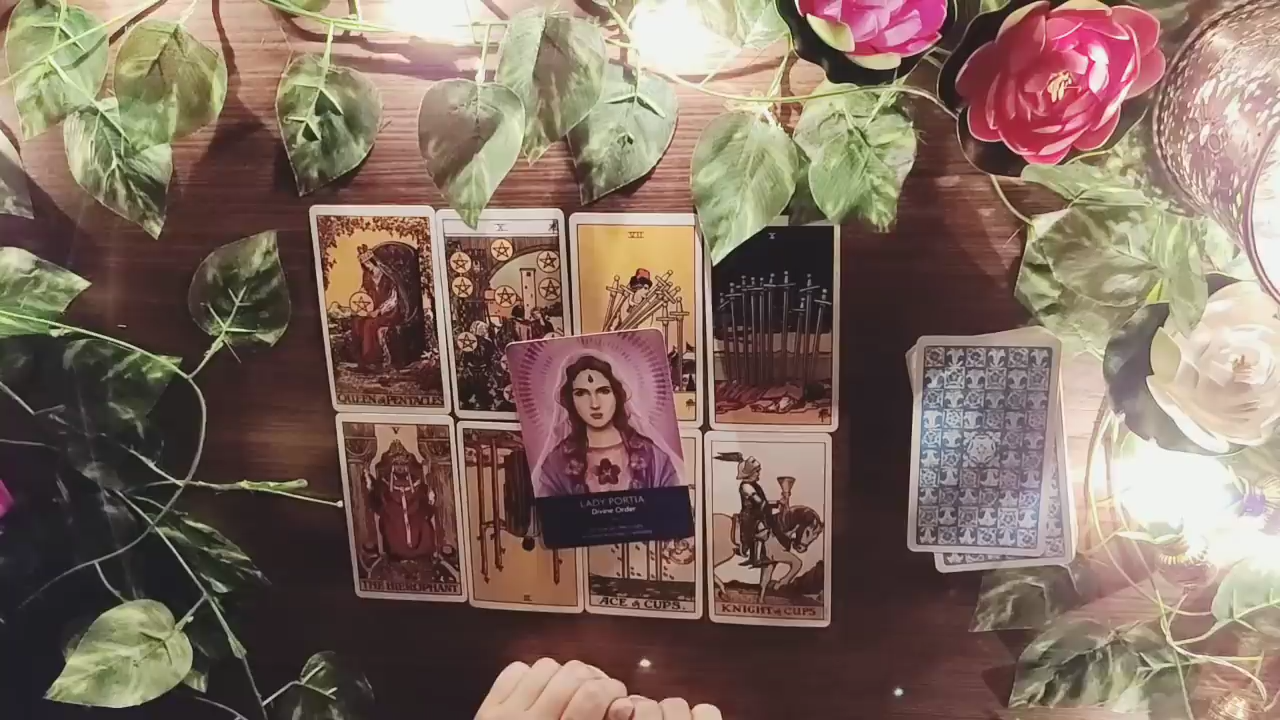 X
VII
X
QUEEN of PENTACLES
V
LADY PORTIA
Divine Order
THE HIEROPHANT
ACE of CUPS.
KNIGHT of CUPS